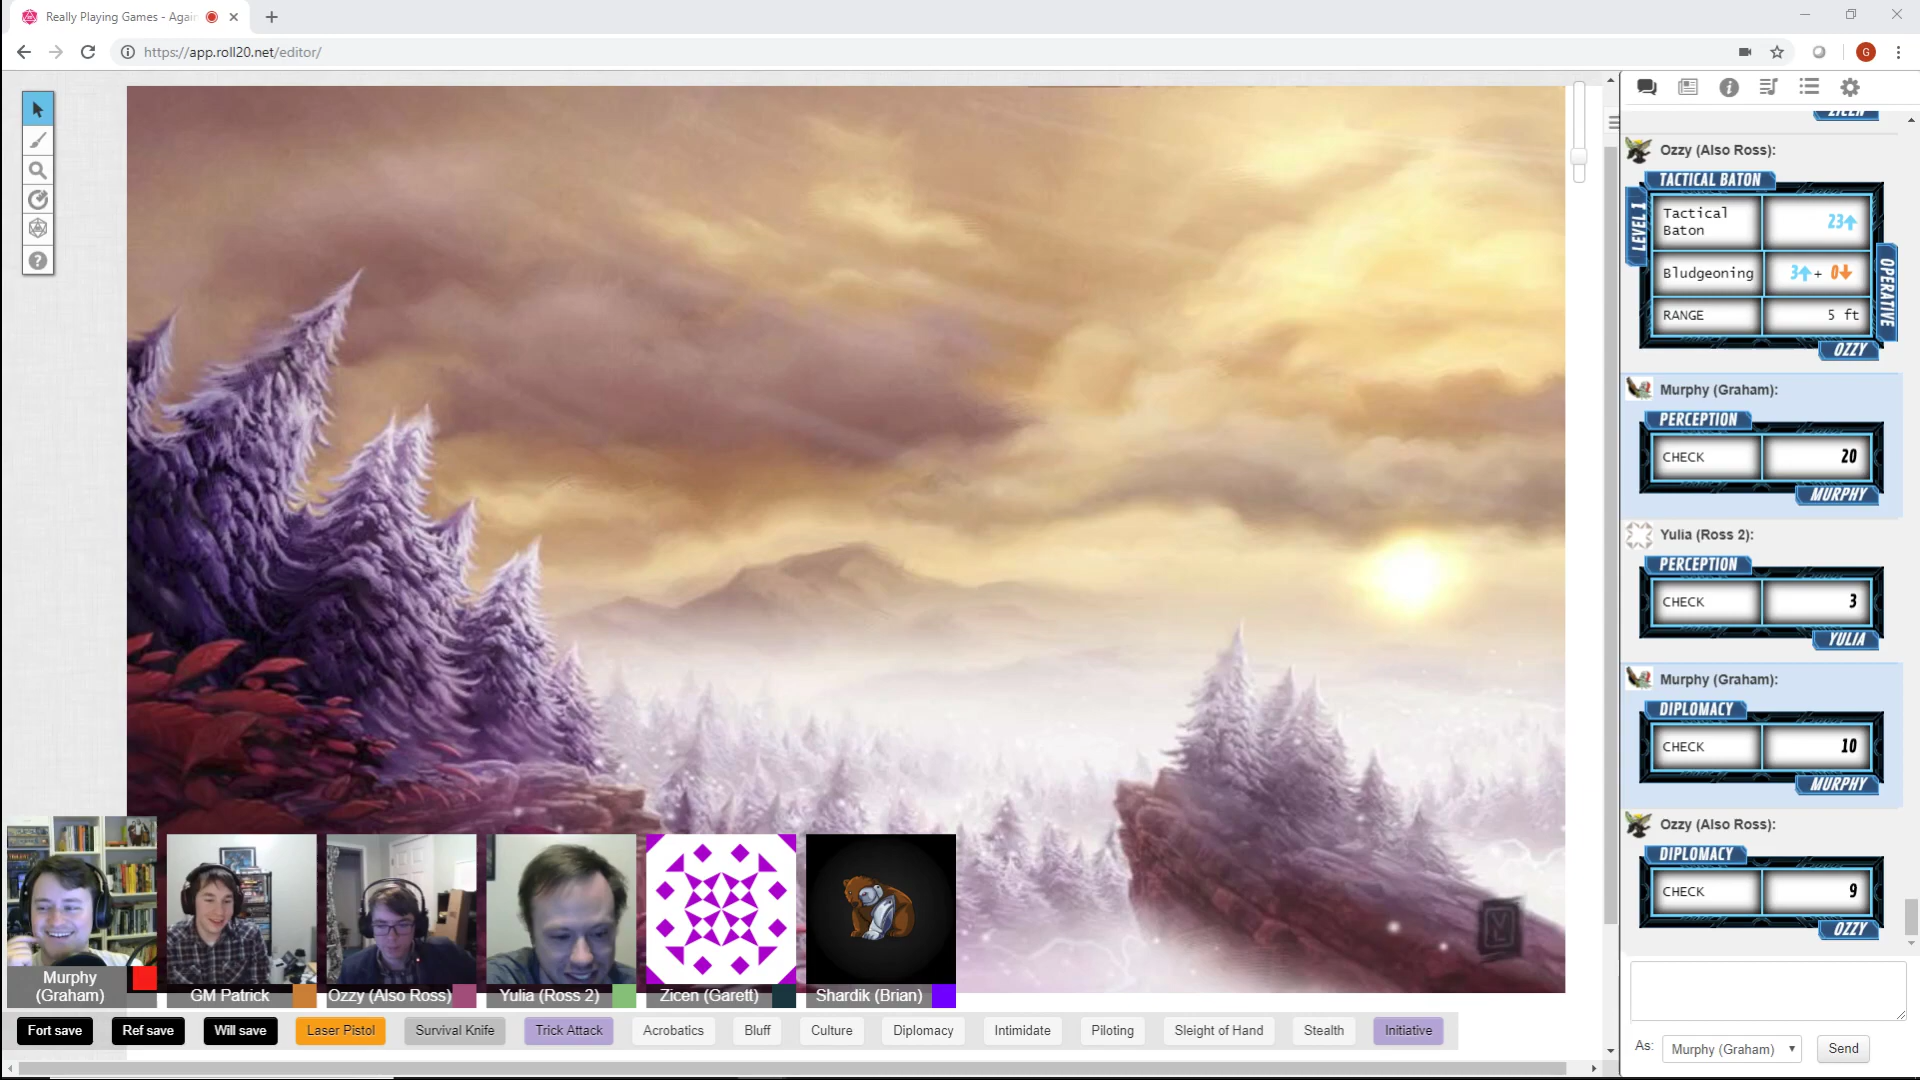 Really Playing Games - Again
https://app.roll20.net/editor/
ZICEN
Ozzy (Also Ross):
TACTICAL BATON
LEVEL 1
Tactical
Baton
23
Bludgeoning
3 + 0
OPERATIVE
RANGE
5 ft
OZZY
Murphy (Graham):
PERCEPTION
CHECK
20
MURPHY
Yulia (Ross 2):
PERCEPTION
CHECK
3
YULIA
Murphy (Graham):
DIPLOMACY
CHECK
10
MURPHY
Ozzy (Also Ross):
DIPLOMACY
CHECK
9
OZZY
Murphy
(Graham)
GM Patrick
Ozzy (Also Ross)
Yulia (Ross 2)
Zicen (Garett)
Shardik (Brian)
Fort save
Ref save
Will save
Laser Pistol
Survival Knife
Trick Attack
Acrobatics
Bluff
Culture
Diplomacy
Intimidate
Piloting
Sleight of Hand
Stealth
Initiative
As:
Murphy (Graham)
Send
G